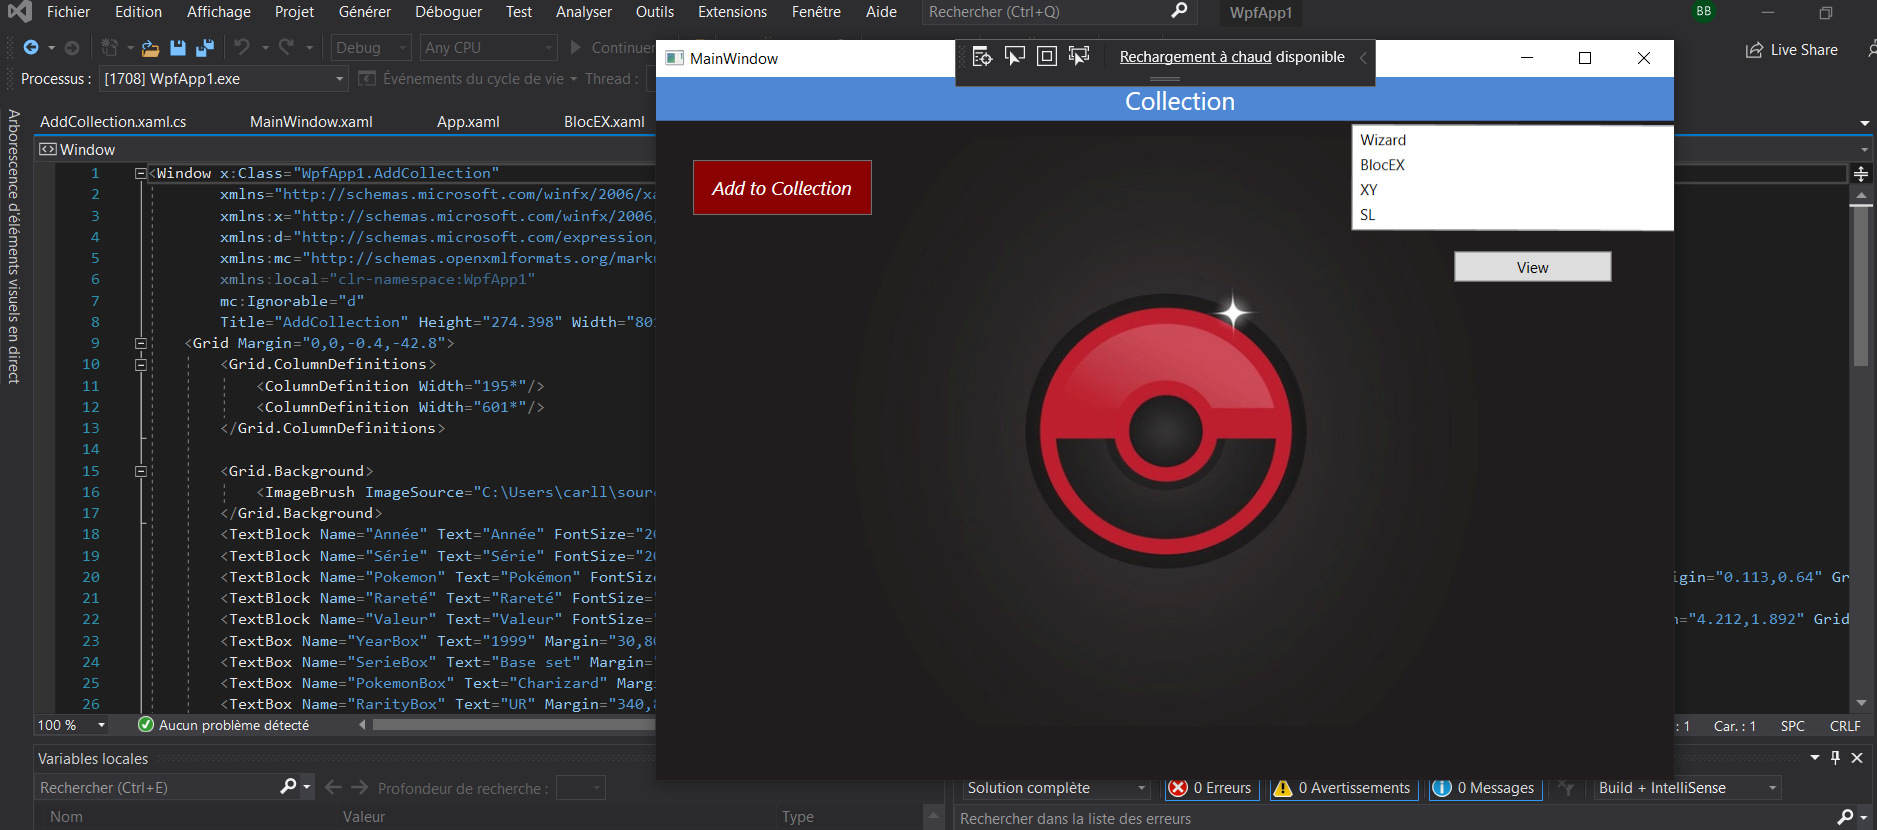 Fichier Edition Affichage Projet Générer Déboguer Test Analyser Outils Extensions Fenêtre Aide Rechercher (Ctrl+Q) WpfApp1 BB
Debug Any CPU Continuer Live Share
Processus : [1708] WpfApp1.exe Événements du cycle de vie Thread :
MainWindow
Rechargement à chaud disponible
Collection
Add to Collection
Wizard
BlocEX
XY
SL
View
Arborescence d'éléments visuels en direct
AddCollection.xaml.cs MainWindow.xaml App.xaml BlocEX.xaml
Window
1 <Window x:Class="WpfApp1.AddCollection"
2 xmlns="http://schemas.microsoft.com/winfx/2006/xa
3 xmlns:x="http://schemas.microsoft.com/winfx/2006/
4 xmlns:d="http://schemas.microsoft.com/expression/
5 xmlns:mc="http://schemas.openxmlformats.org/marku
6 xmlns:local="clr-namespace:WpfApp1"
7 mc:Ignorable="d"
8 Title="AddCollection" Height="274.398" Width="801
9 <Grid Margin="0,0,-0.4,-42.8">
10 <Grid.ColumnDefinitions>
11 <ColumnDefinition Width="195*"/>
12 <ColumnDefinition Width="601*"/>
13 </Grid.ColumnDefinitions>
14
15 <Grid.Background>
16 <ImageBrush ImageSource="C:\Users\carll\sourc
17 </Grid.Background>
18 <TextBlock Name="Année" Text="Année" FontSize="20
19 <TextBlock Name="Série" Text="Série" FontSize="20
20 <TextBlock Name="Pokemon" Text="Pokémon" FontSize
igin="0.113,0.64" Gr
21 <TextBlock Name="Rareté" Text="Rareté" FontSize="
22 <TextBlock Name="Valeur" Text="Valeur" FontSize="
="4.212,1.892" Grid
23 <TextBox Name="YearBox" Text="1999" Margin="30,80
24 <TextBox Name="SerieBox" Text="Base set" Margin="
25 <TextBox Name="PokemonBox" Text="Charizard" Marg
26 <TextBox Name="RarityBox" Text="UR" Margin="340,8
100 % Aucun problème détecté : 1 Car. : 1 SPC CRLF
Variables locales
Rechercher (Ctrl+E) Profondeur de recherche :
Nom Valeur Type
Solution complète 0 Erreurs 0 Avertissements 0 Messages Build + IntelliSense
Rechercher dans la liste des erreurs